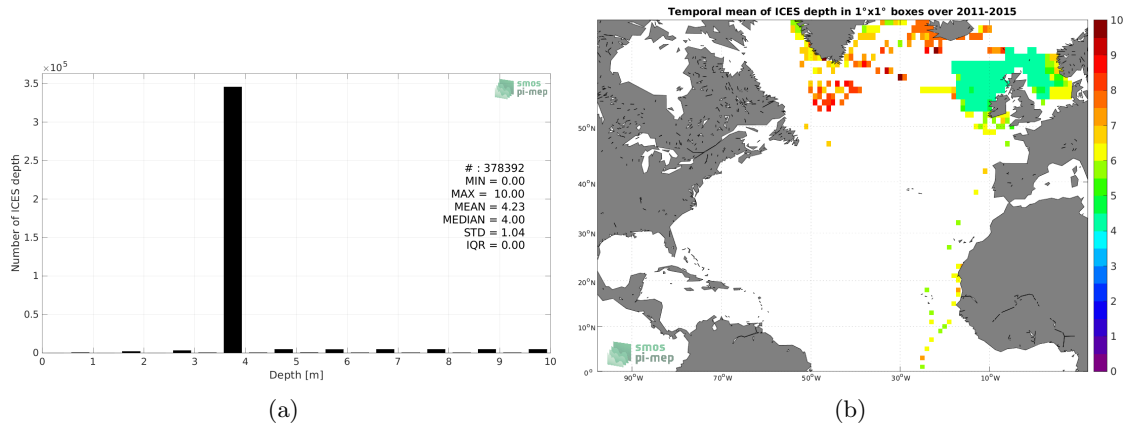 ×10⁵
3.5
3
2.5
2
1.5
1
0.5
0
0 1 2 3 4 5 6 7 8 9 10
Number of ICES depth
Depth [m]
smos
pi-mep
# : 378392
MIN = 0.00
MAX = 10.00
MEAN = 4.23
MEDIAN = 4.00
STD = 1.04
IQR = 0.00
(a)
Temporal mean of ICES depth in 1°x1° boxes over 2011-2015
50°N
40°N
30°N
20°N
10°N
0°
90°W 70°W 50°W 30°W 10°W
smos
pi-mep
10
9
8
7
6
5
4
3
2
1
0
(b)